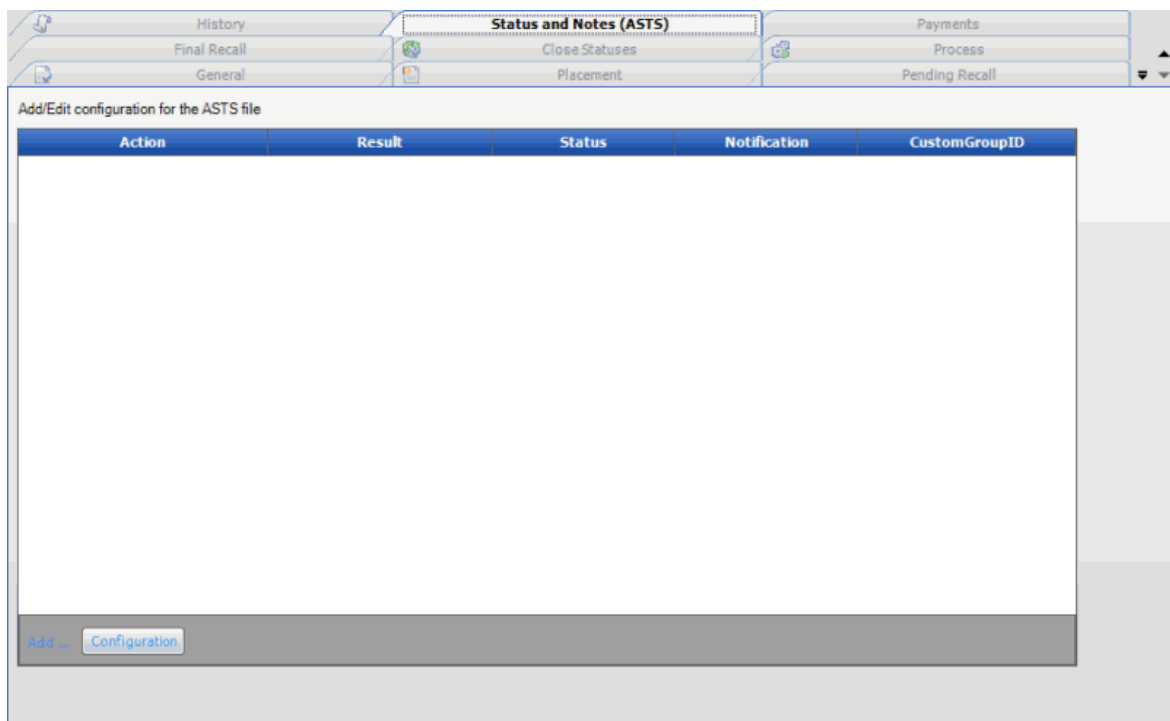 History Status and Notes (ASTS) Payments
Final Recall Close Statuses Process
General Placement Pending Recall
Add/Edit configuration for the ASTS file
Action Result Status Notification CustomGroupID
Add ... Configuration